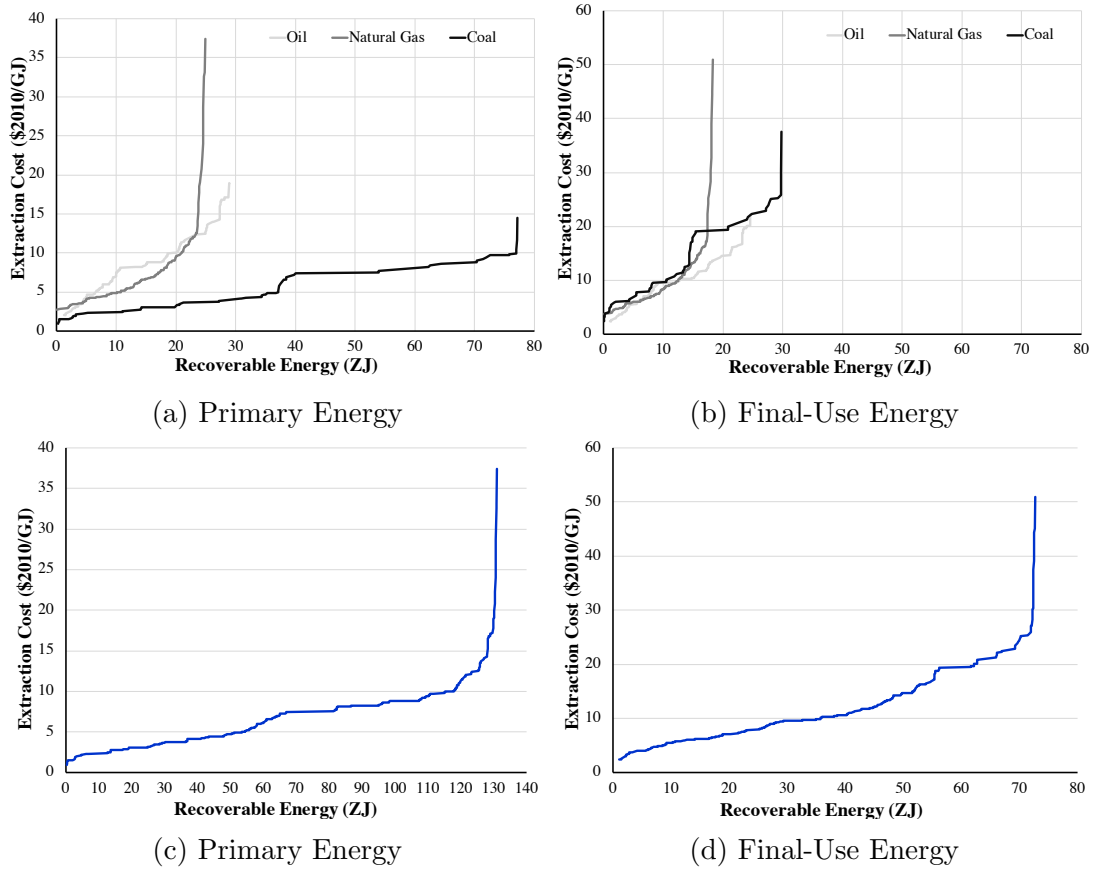 Oil Natural Gas Coal
40
35
30
25
20
15
10
5
0
Extraction Cost ($2010/GJ)
0 10 20 30 40 50 60 70 80
Recoverable Energy (ZJ)
(a) Primary Energy
Oil Natural Gas Coal
60
50
40
30
20
10
0
Extraction Cost ($2010/GJ)
0 10 20 30 40 50 60 70 80
Recoverable Energy (ZJ)
(b) Final-Use Energy
40
35
30
25
20
15
10
5
0
Extraction Cost ($2010/GJ)
0 10 20 30 40 50 60 70 80 90 100 110 120 130 140
Recoverable Energy (ZJ)
(c) Primary Energy
60
50
40
30
20
10
0
Extraction Cost ($2010/GJ)
0 10 20 30 40 50 60 70 80
Recoverable Energy (ZJ)
(d) Final-Use Energy